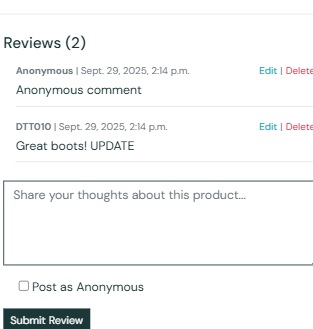 Reviews (2)
Anonymous | Sept. 29, 2025, 2:14 p.m. Edit | Delete
Anonymous comment
DTT010 | Sept. 29, 2025, 2:14 p.m. Edit | Delete
Great boots! UPDATE
Share your thoughts about this product...
Post as Anonymous
Submit Review